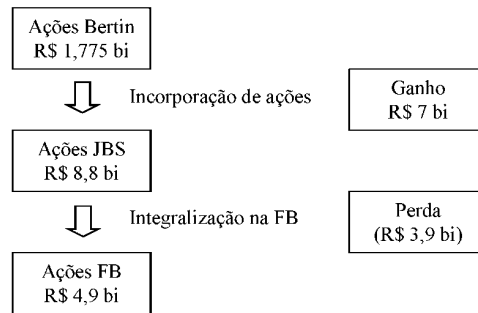 Ações Bertin
R$ 1,775 bi
Incorporação de ações
Ganho
R$ 7 bi
Ações JBS
R$ 8,8 bi
Integralização na FB
Perda
(R$ 3,9 bi)
Ações FB
R$ 4,9 bi